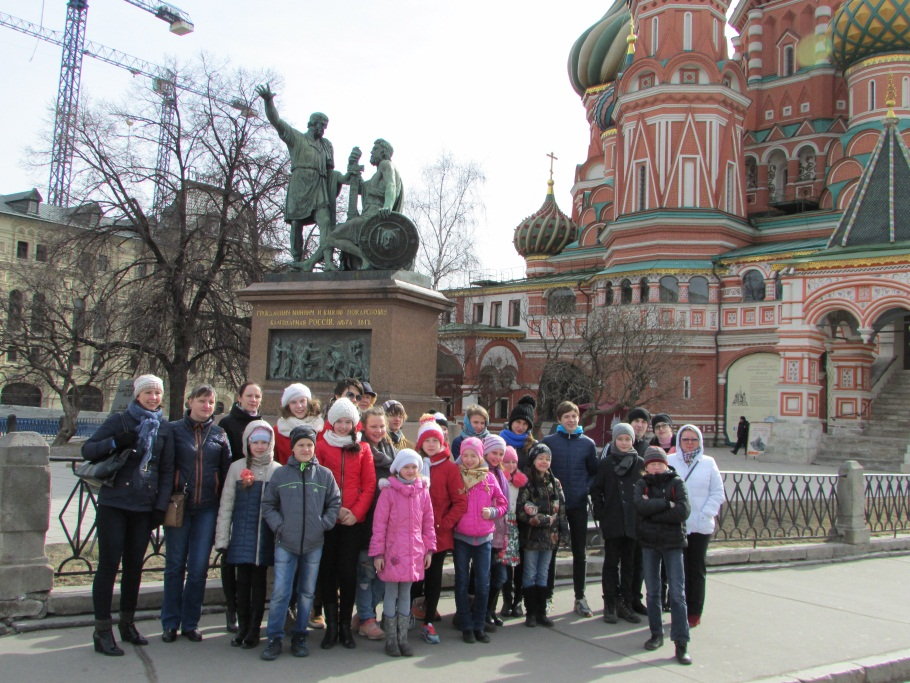 ГРАЖДАНИНУ МИНИНУ И КНЯЗЮ ПОЖАРСКОМУ
БЛАГОДАРНАЯ РОССІЯ. ЛѢТА 1818.